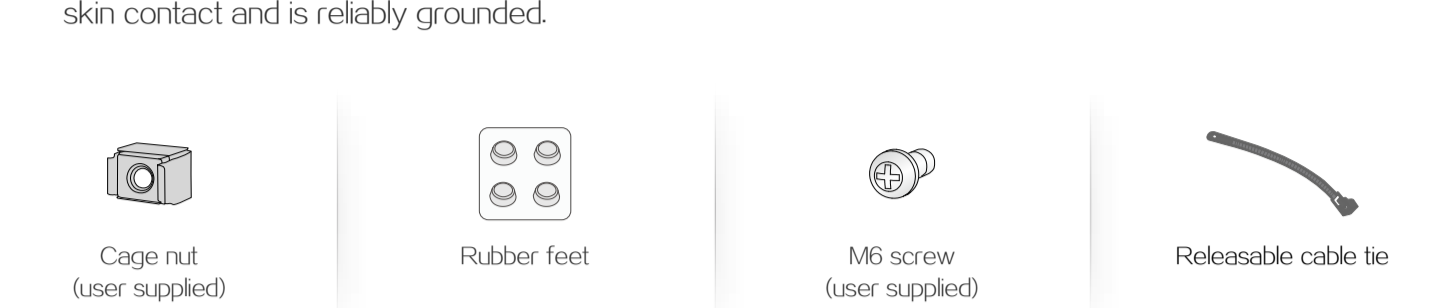 skin contact and is reliably grounded.
Cage nut
(user supplied)
Rubber feet
M6 screw
(user supplied)
Releasable cable tie